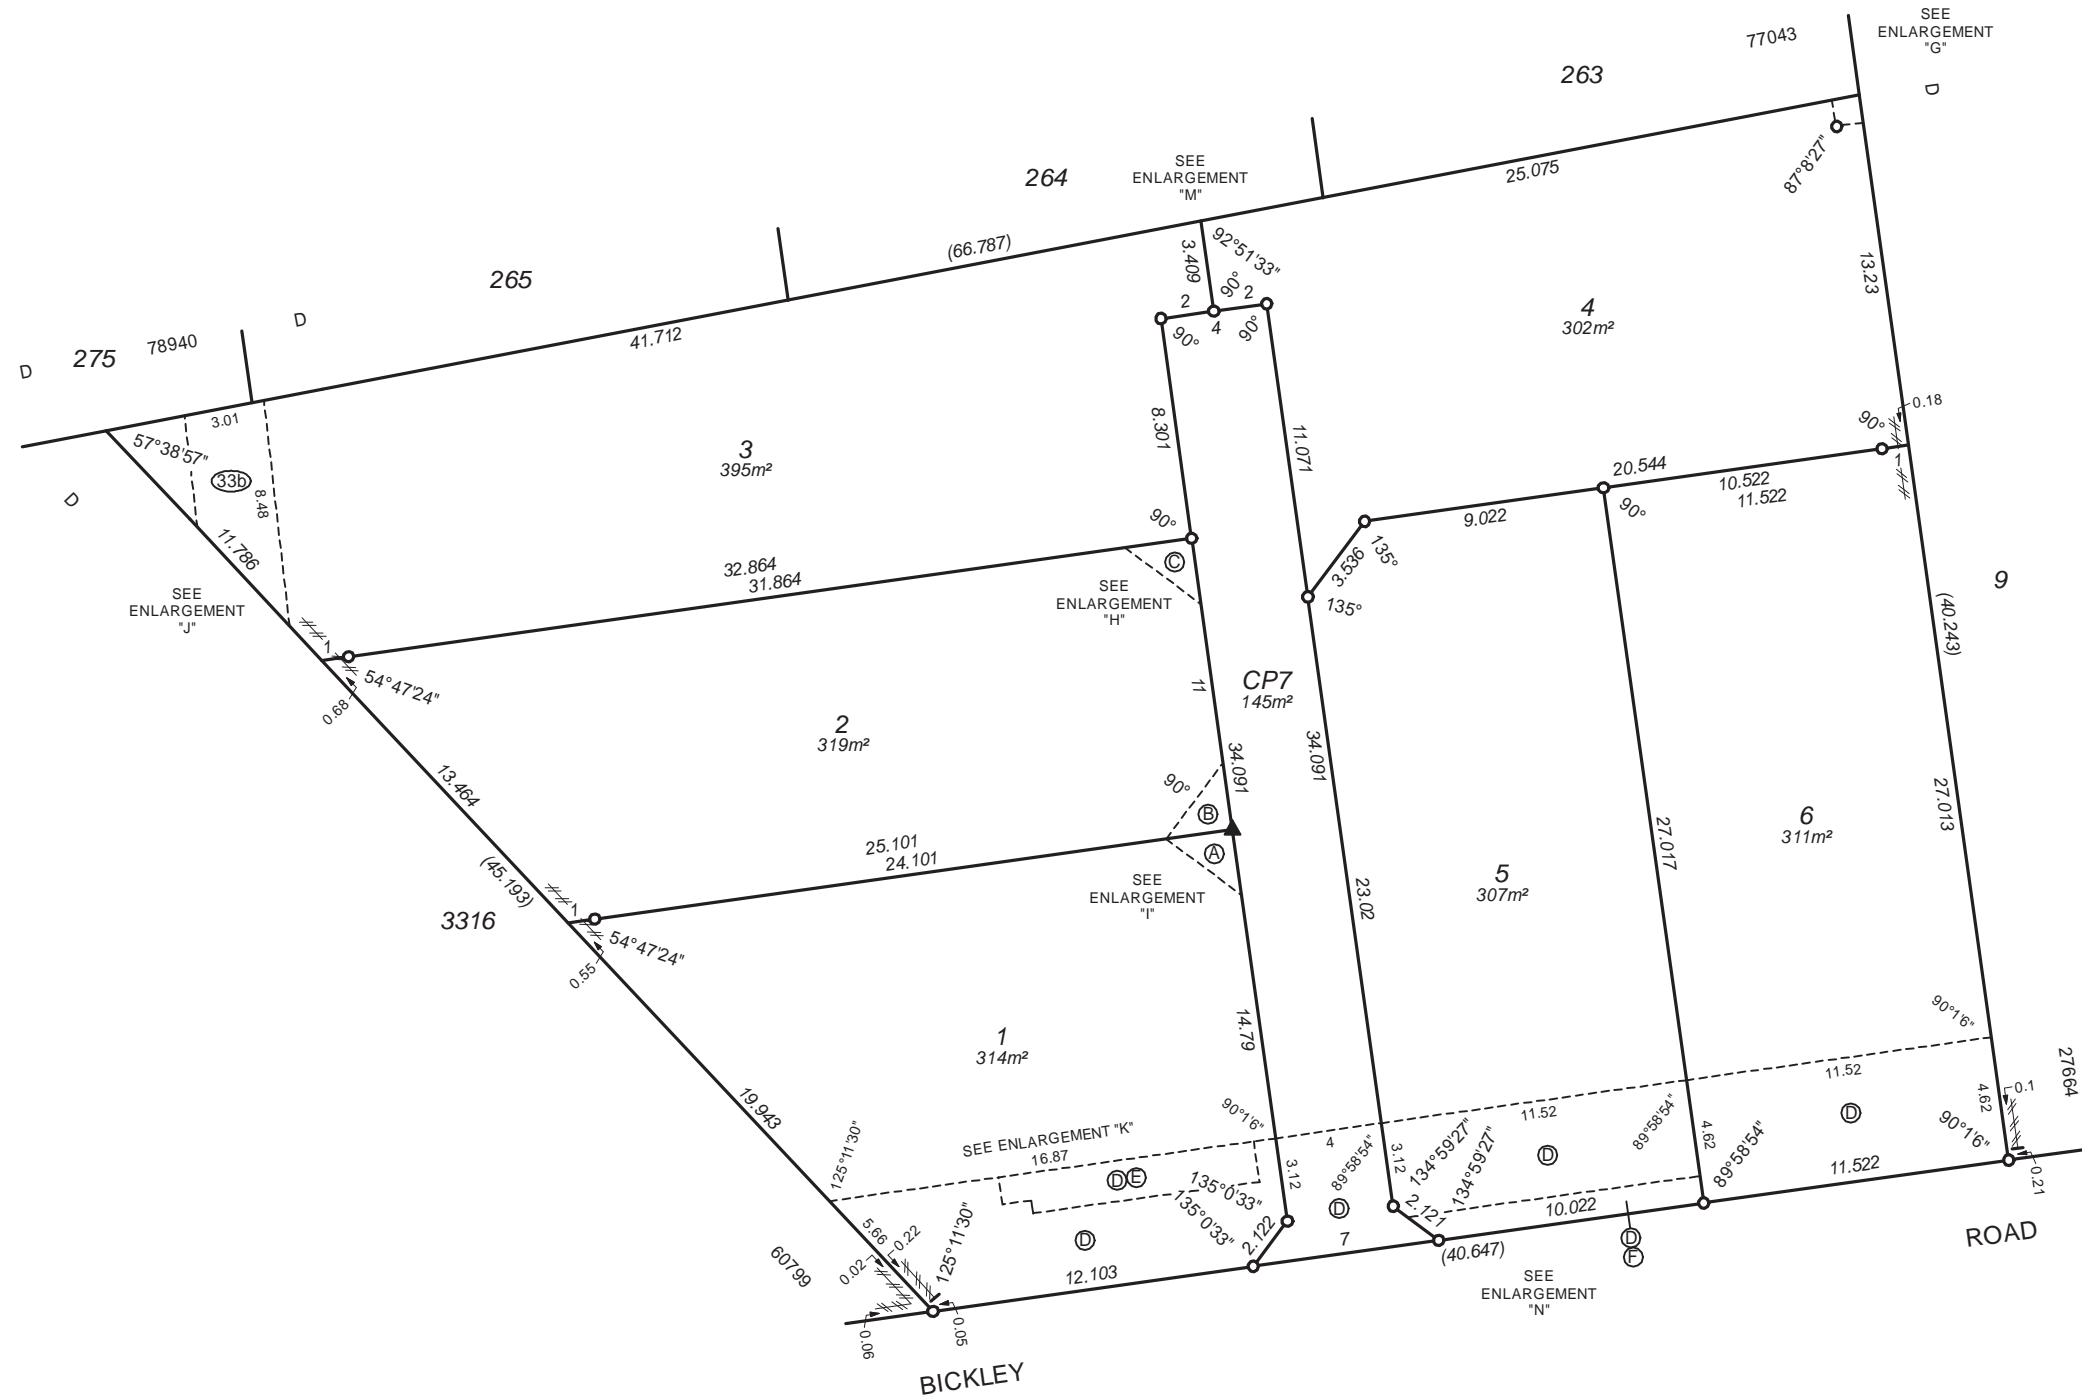 SEE
ENLARGEMENT
"G"
77043
D
263
25.075
87°8'27"
SEE
ENLARGEMENT
"M"
264
(66.787)
92°51'33"
3.409
90°
2
2
4
90°
90°
13.23
4
302m²
265
D
41.712
275
78940
D
3.01
57°38'57"
33b
8.48
D
11.786
3
395m²
8.301
11.071
90°
0.18
90°
1
20.544
10.522
11.522
9.022
90°
3.536
135°
135°
32.864
31.864
C
SEE
ENLARGEMENT
"H"
SEE
ENLARGEMENT
"J"
1
54°47'24"
0.68
9
(40.243)
11
CP7
145m²
2
319m²
34.091
34.091
13.464
90°
B
A
25.101
24.101
SEE
ENLARGEMENT
"I"
27.017
6
311m²
27.013
5
307m²
23.02
(45.193)
3316
1
54°47'24"
0.55
1
314m²
14.79
90°1'6"
27664
11.52
4.62
0.1
D
90°1'6"
19.943
125°11'30"
SEE ENLARGEMENT "K"
16.87
90°1'6"
4
89°58'54"
3.12
134°59'27"
134°59'27"
11.52
D
89°58'54"
4.62
89°58'54"
D E
135°0'33"
135°0'33"
3.12
D
2.122
2.121
10.022
11.522
0.21
5.66
0.22
0.02
125°11'30"
D
60799
12.103
7
(40.647)
D
F
SEE
ENLARGEMENT
"N"
0.06
0.05
BICKLEY
ROAD